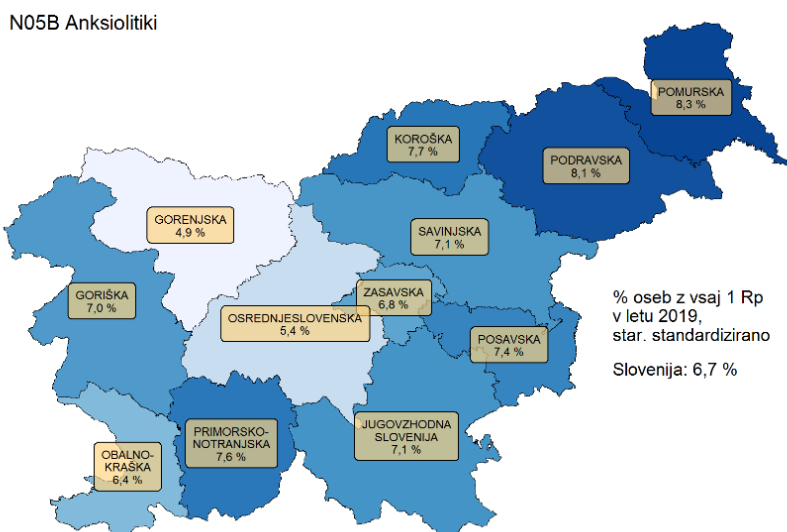 N05B Anksiolitiki
POMURSKA
8,3 %
KOROŠKA
7,7 %
PODRAVSKA
8,1 %
GORENJSKA
4,9 %
SAVINJSKA
7,1 %
GORIŠKA
7,0 %
ZASAVSKA
6,8 %
OSREDNJESLOVENSKA
5,4 %
POSAVSKA
7,4 %
% oseb z vsaj 1 Rp
v letu 2019,
star. standardizirano
Slovenija: 6,7 %
PRIMORSKO-
NOTRANJSKA
7,6 %
JUGOVZHODNA
SLOVENIJA
7,1 %
OBALNO-
KRAŠKA
6,4 %